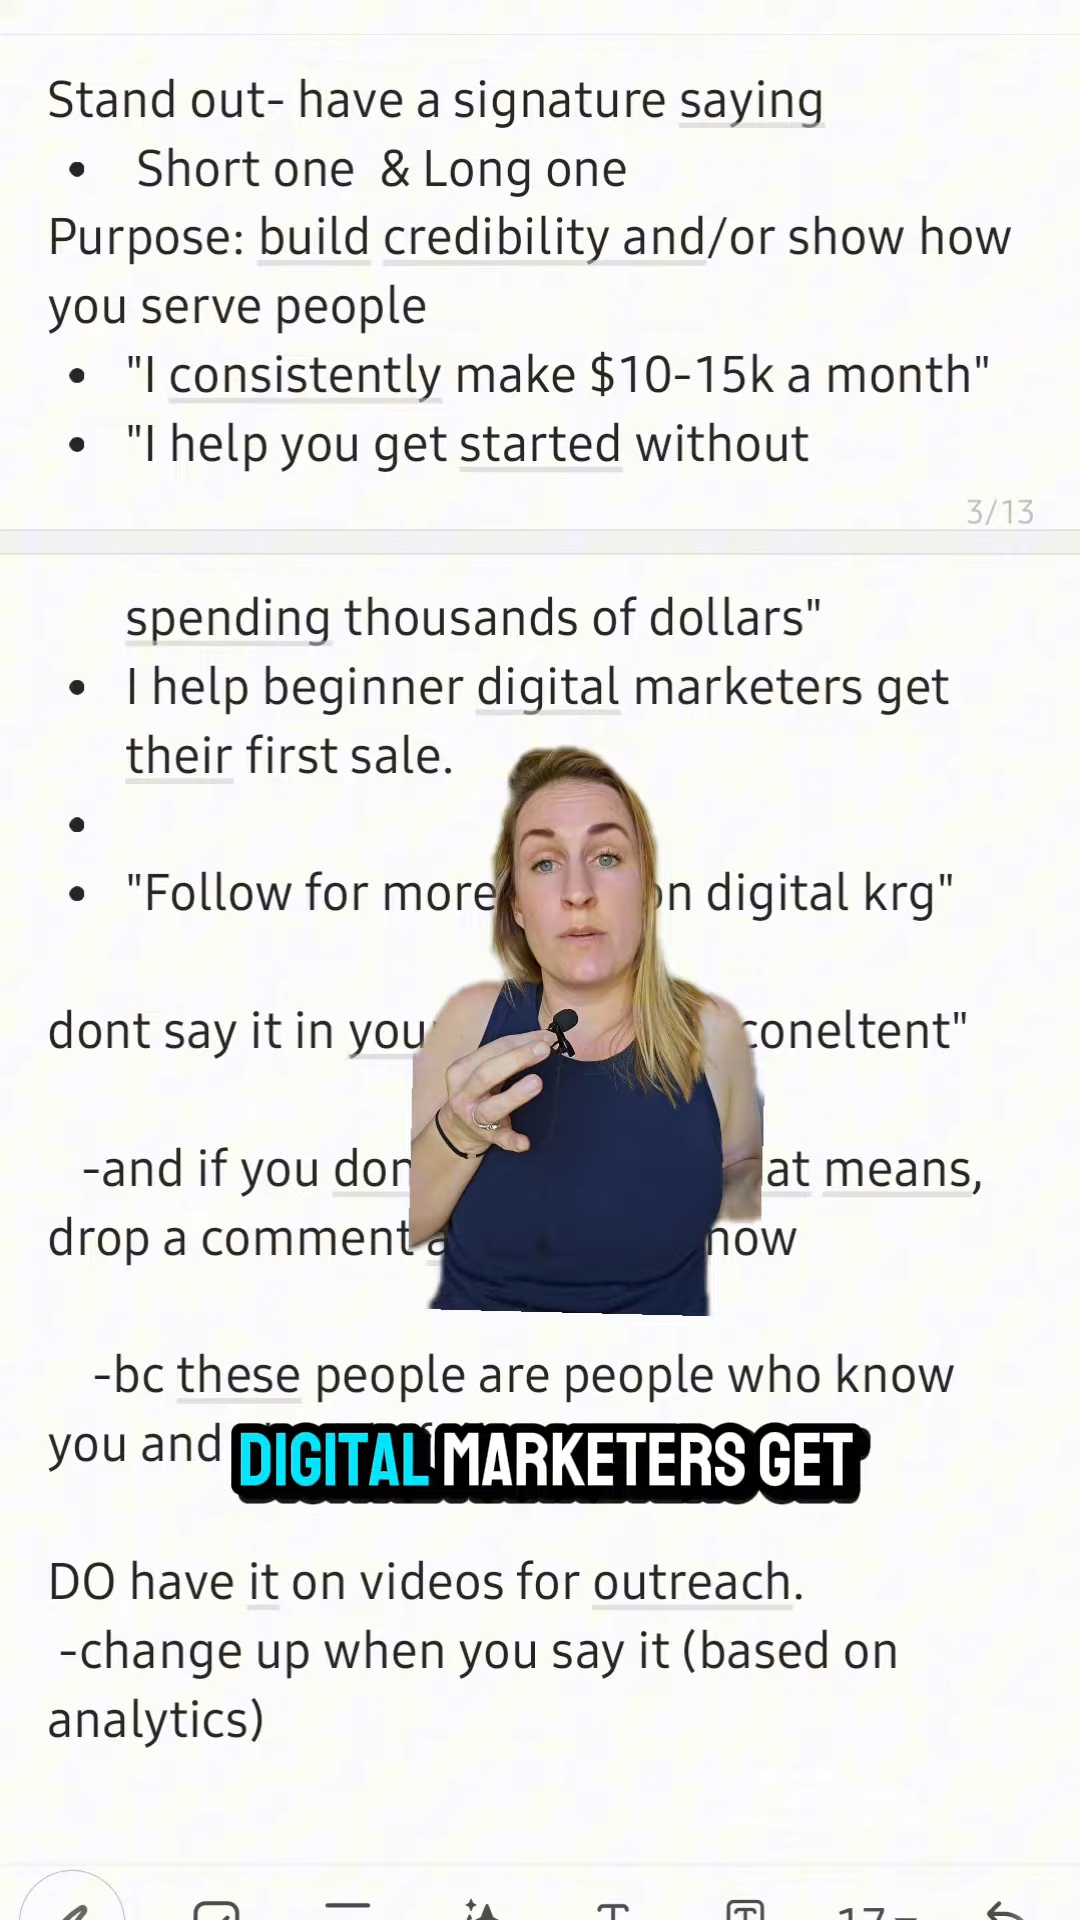 Stand out- have a signature saying
• Short one & Long one
Purpose: build credibility and/or show how
you serve people
• "I consistently make $10-15k a month"
• "I help you get started without
3/13
spending thousands of dollars"
• I help beginner digital marketers get
their first sale.
•
• "Follow for more on digital krg"
dont say it in you coneltent"
-and if you don at means,
drop a comment now
-bc these people are people who know
you and
DIGITAL MARKETERS GET
DO have it on videos for outreach.
-change up when you say it (based on
analytics)
T
T
17